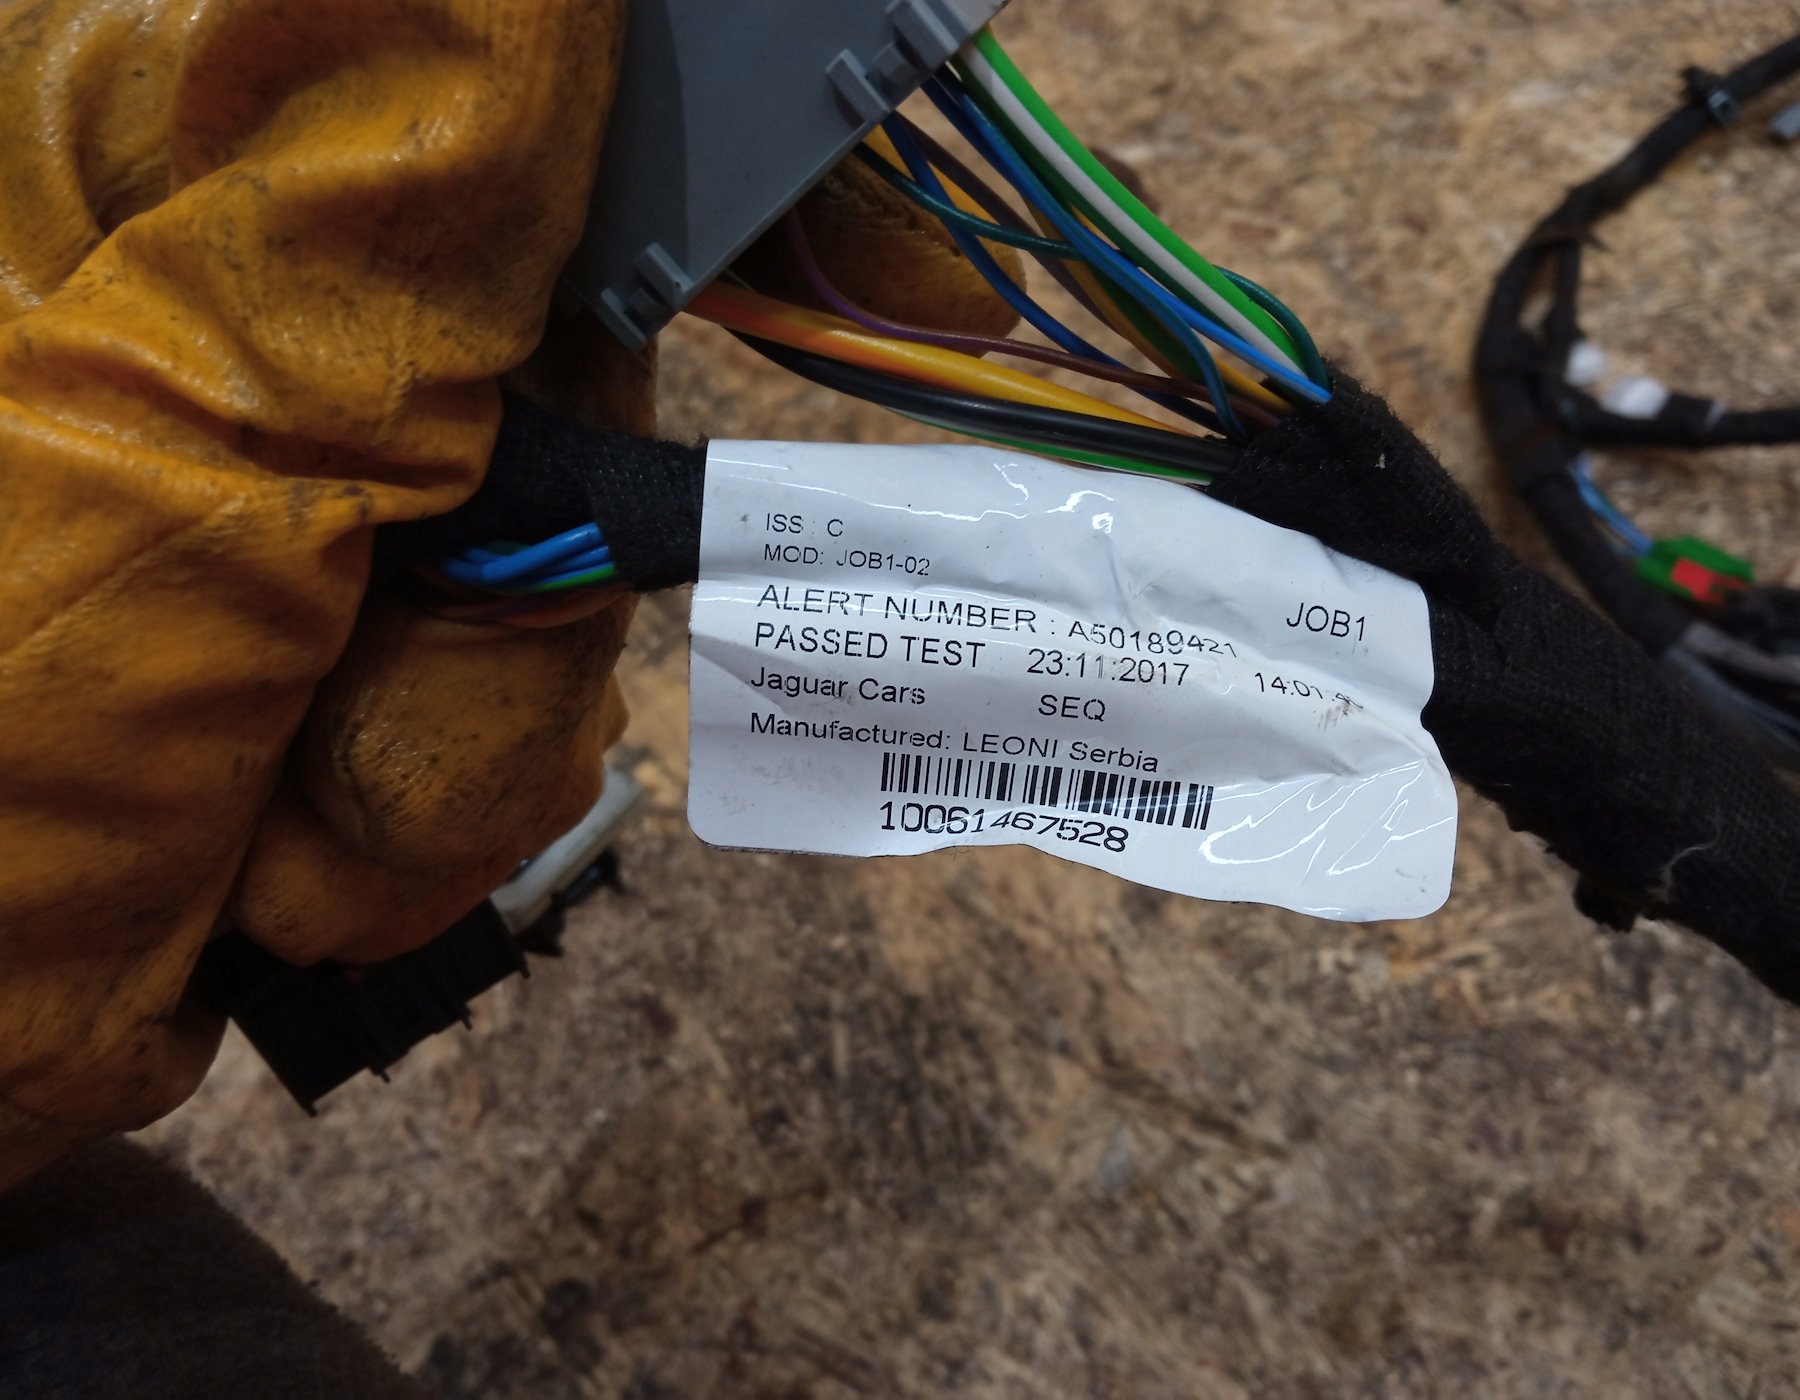 ISS : C
MOD: JOB1-02
JOB1
ALERT NUMBER : A50189421
PASSED TEST 23:11:2017
Jaguar Cars SEQ
Manufactured: LEONI Serbia
10061467528